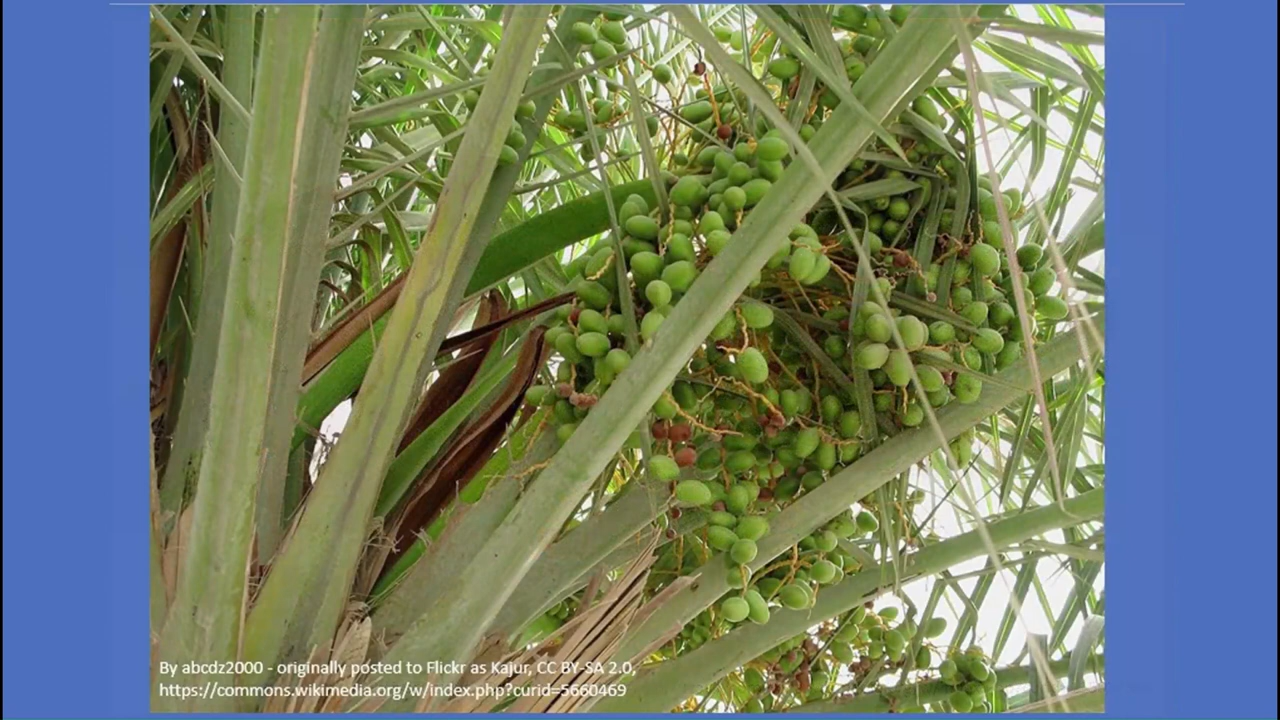 By abcdz2000 - originally posted to Flickr as Kajur, CC BY-SA 2.0,
https://commons.wikimedia.org/w/index.php?curid=5660469